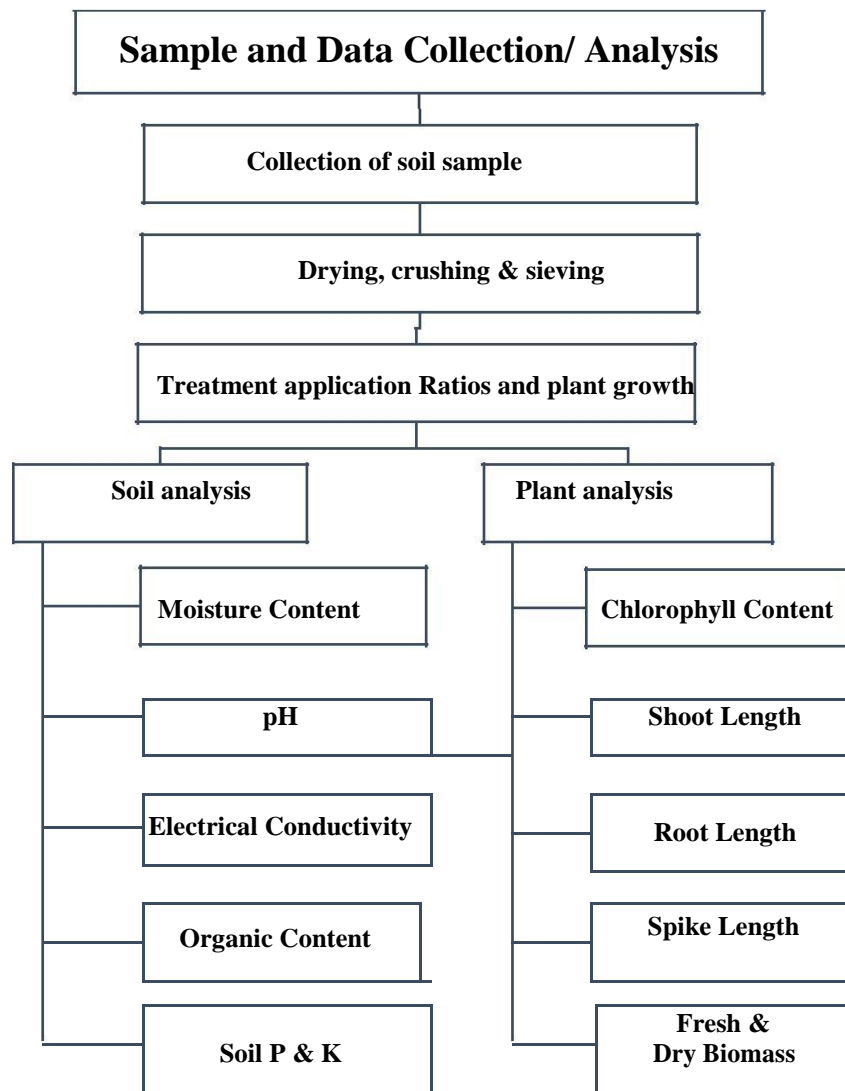 Sample and Data Collection/ Analysis
Collection of soil sample
Drying, crushing & sieving
Treatment application Ratios and plant growth
Soil analysis
Moisture Content
pH
Electrical Conductivity
Organic Content
Soil P & K
Plant analysis
Chlorophyll Content
Shoot Length
Root Length
Spike Length
Fresh &
Dry Biomass